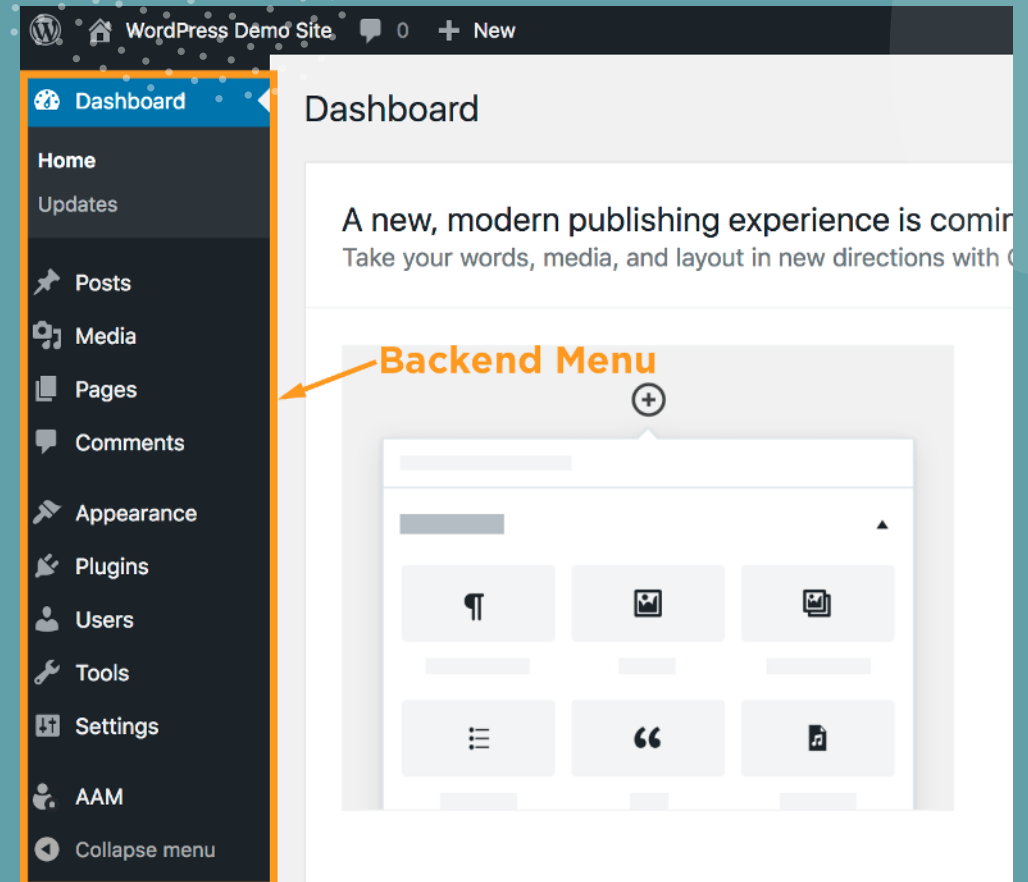 WordPress Demo Site 0 New
Dashboard
Home
Updates
Posts
Media
Pages
Comments
Appearance
Plugins
Users
Tools
Settings
AAM
Collapse menu
Dashboard
A new, modern publishing experience is
Take your words, media, and layout in new directions with
Backend Menu